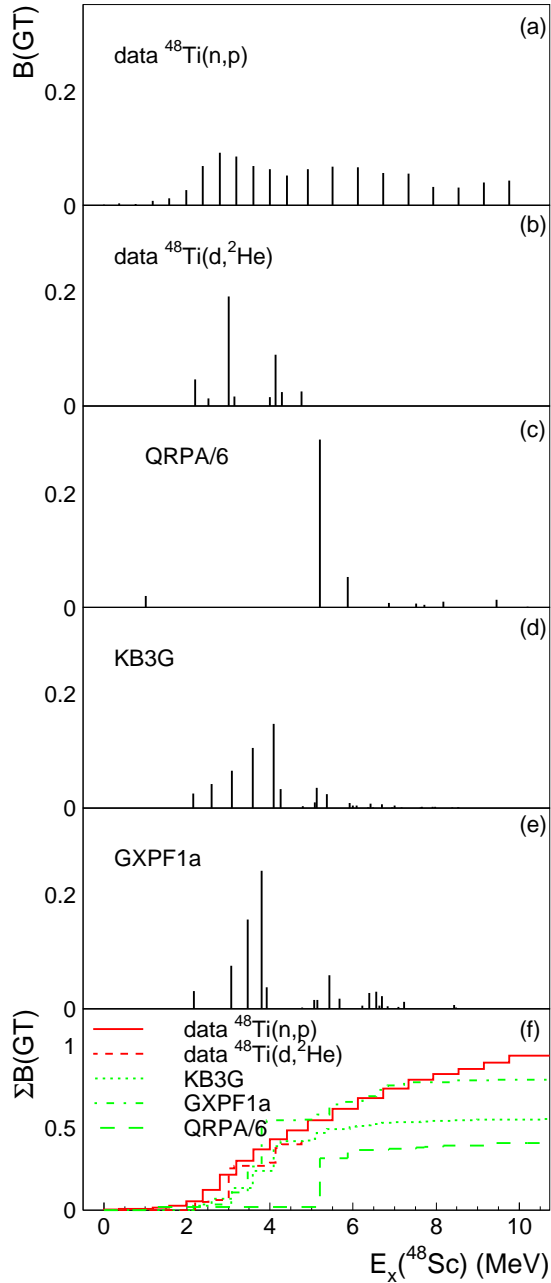 B(GT)
(a)
data ⁴⁸Ti(n,p)
0.2
0
(b)
data ⁴⁸Ti(d,²He)
0.2
0
(c)
QRPA/6
0.2
0
(d)
KB3G
0.2
0
(e)
GXPF1a
0.2
0
ΣB(GT)
(f)
1
0.5
0
data ⁴⁸Ti(n,p)
data ⁴⁸Ti(d,²He)
KB3G
GXPF1a
QRPA/6
0 2 4 6 8 10
Eₓ(⁴⁸Sc) (MeV)